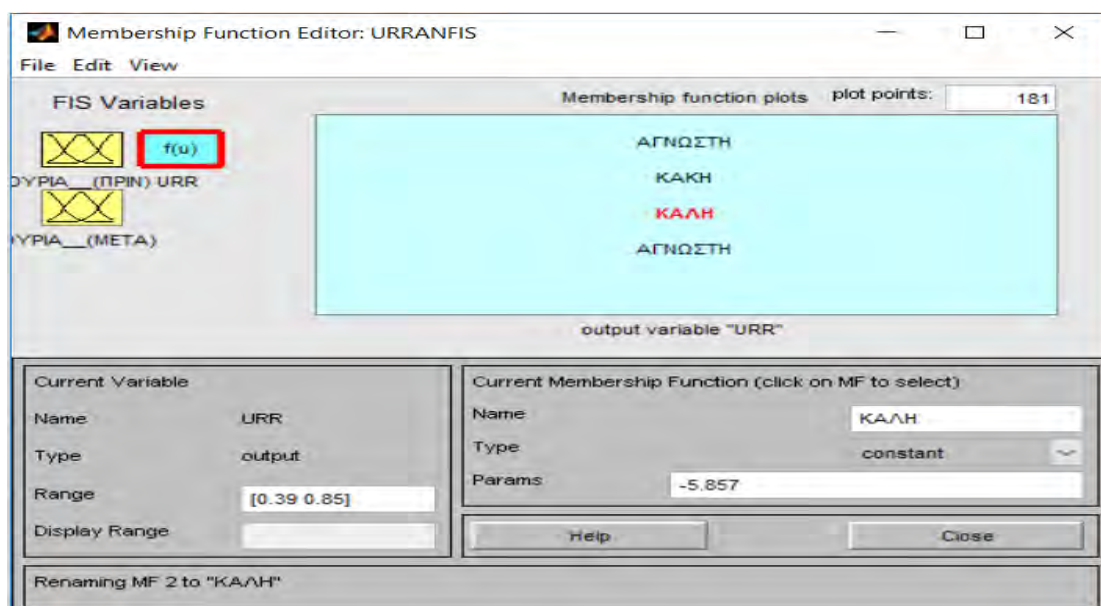 Membership Function Editor: URRANFIS
File Edit View
FIS Variables
Membership function plots plot points: 181
f(u)
ΟΥΡΙΑ__(ΠΡΙΝ) URR
ΥΡΙΑ__(ΜΕΤΑ)
ΑΓΝΩΣΤΗ
ΚΑΚΗ
ΚΑΛΗ
ΑΓΝΩΣΤΗ
output variable "URR"
Current Variable
Name URR
Type output
Range [0.39 0.85]
Display Range
Current Membership Function (click on MF to select)
Name ΚΑΛΗ
Type constant
Params -5.857
Help Close
Renaming MF 2 to "ΚΑΛΗ"